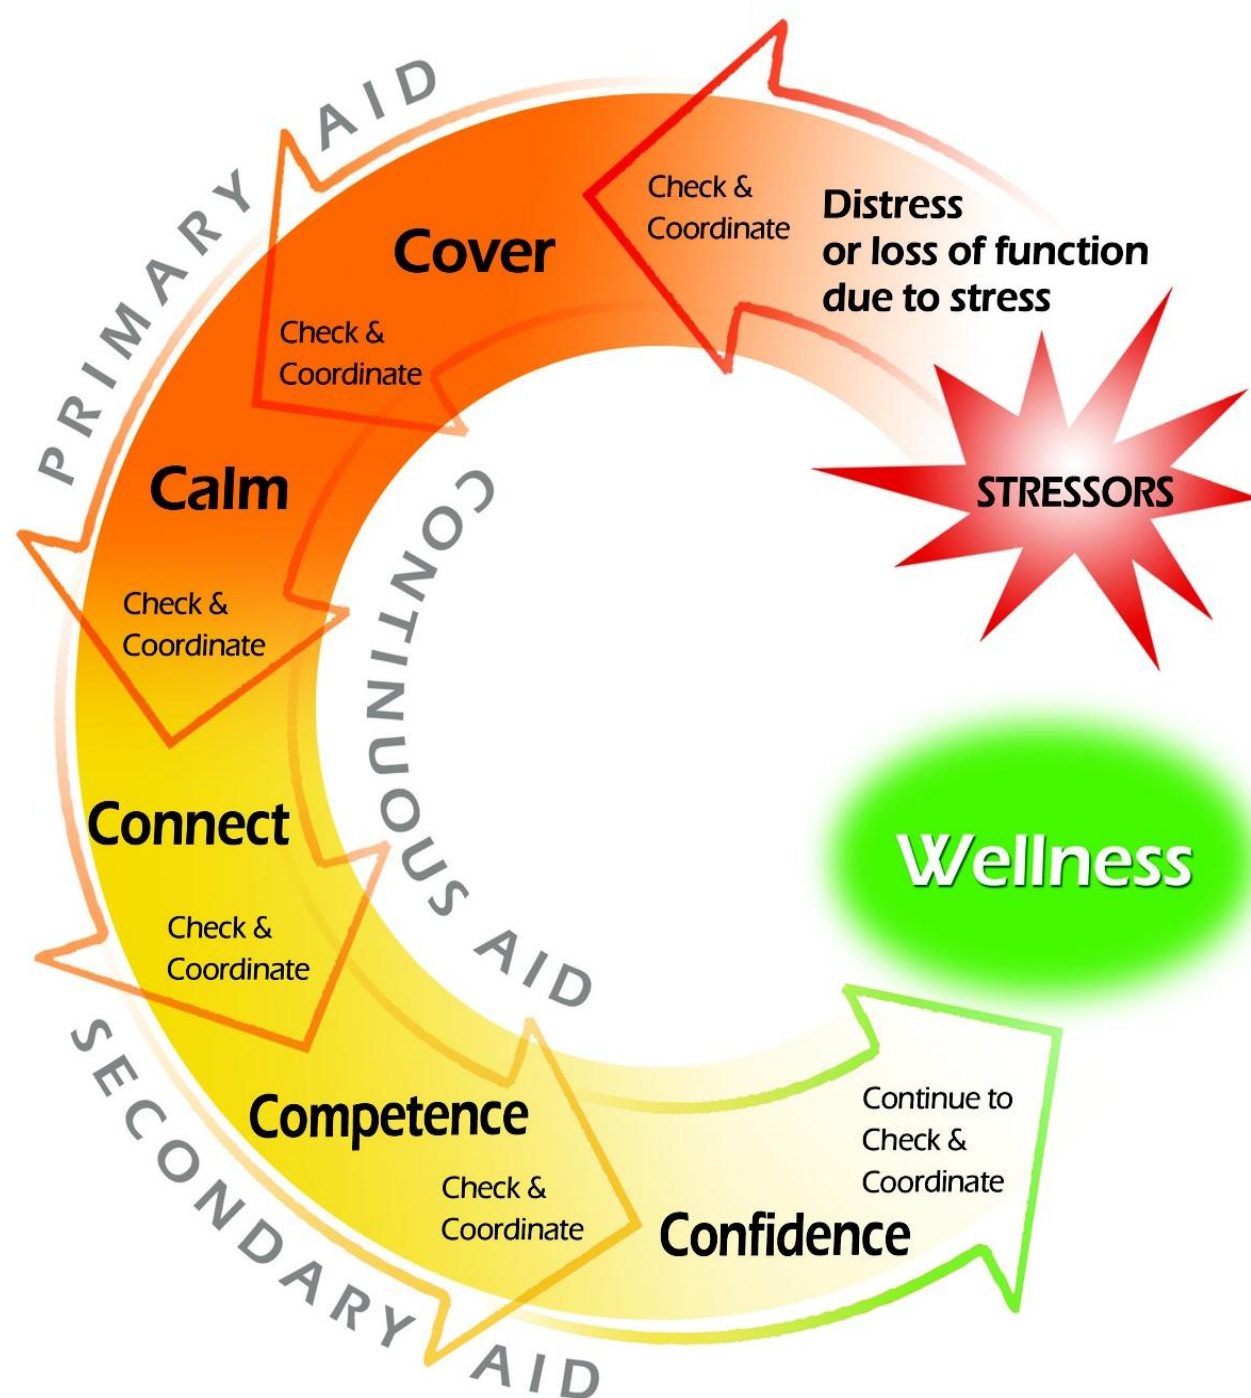 STRESSORS
Distress
or loss of function
due to stress
Check &
Coordinate
Cover
Check &
Coordinate
Calm
Check &
Coordinate
Connect
Check &
Coordinate
Competence
Check &
Coordinate
Confidence
Continue to
Check &
Coordinate
Wellness
PRIMARY AID
CONTINUOUS AID
SECONDARY AID